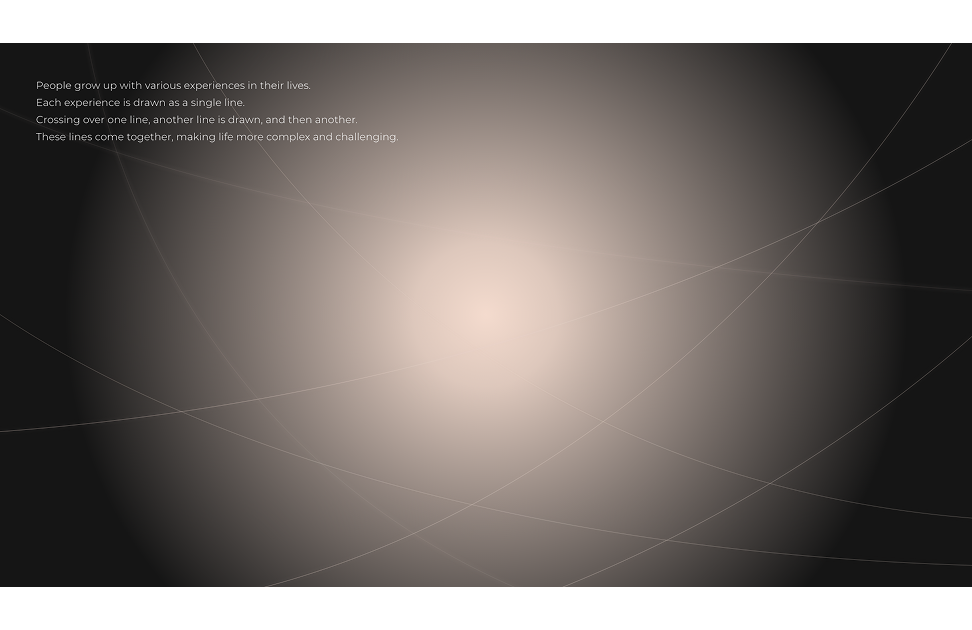 People grow up with various experiences in their lives.
Each experience is drawn as a single line.
Crossing over one line, another line is drawn, and then another.
These lines come together, making life more complex and challenging.